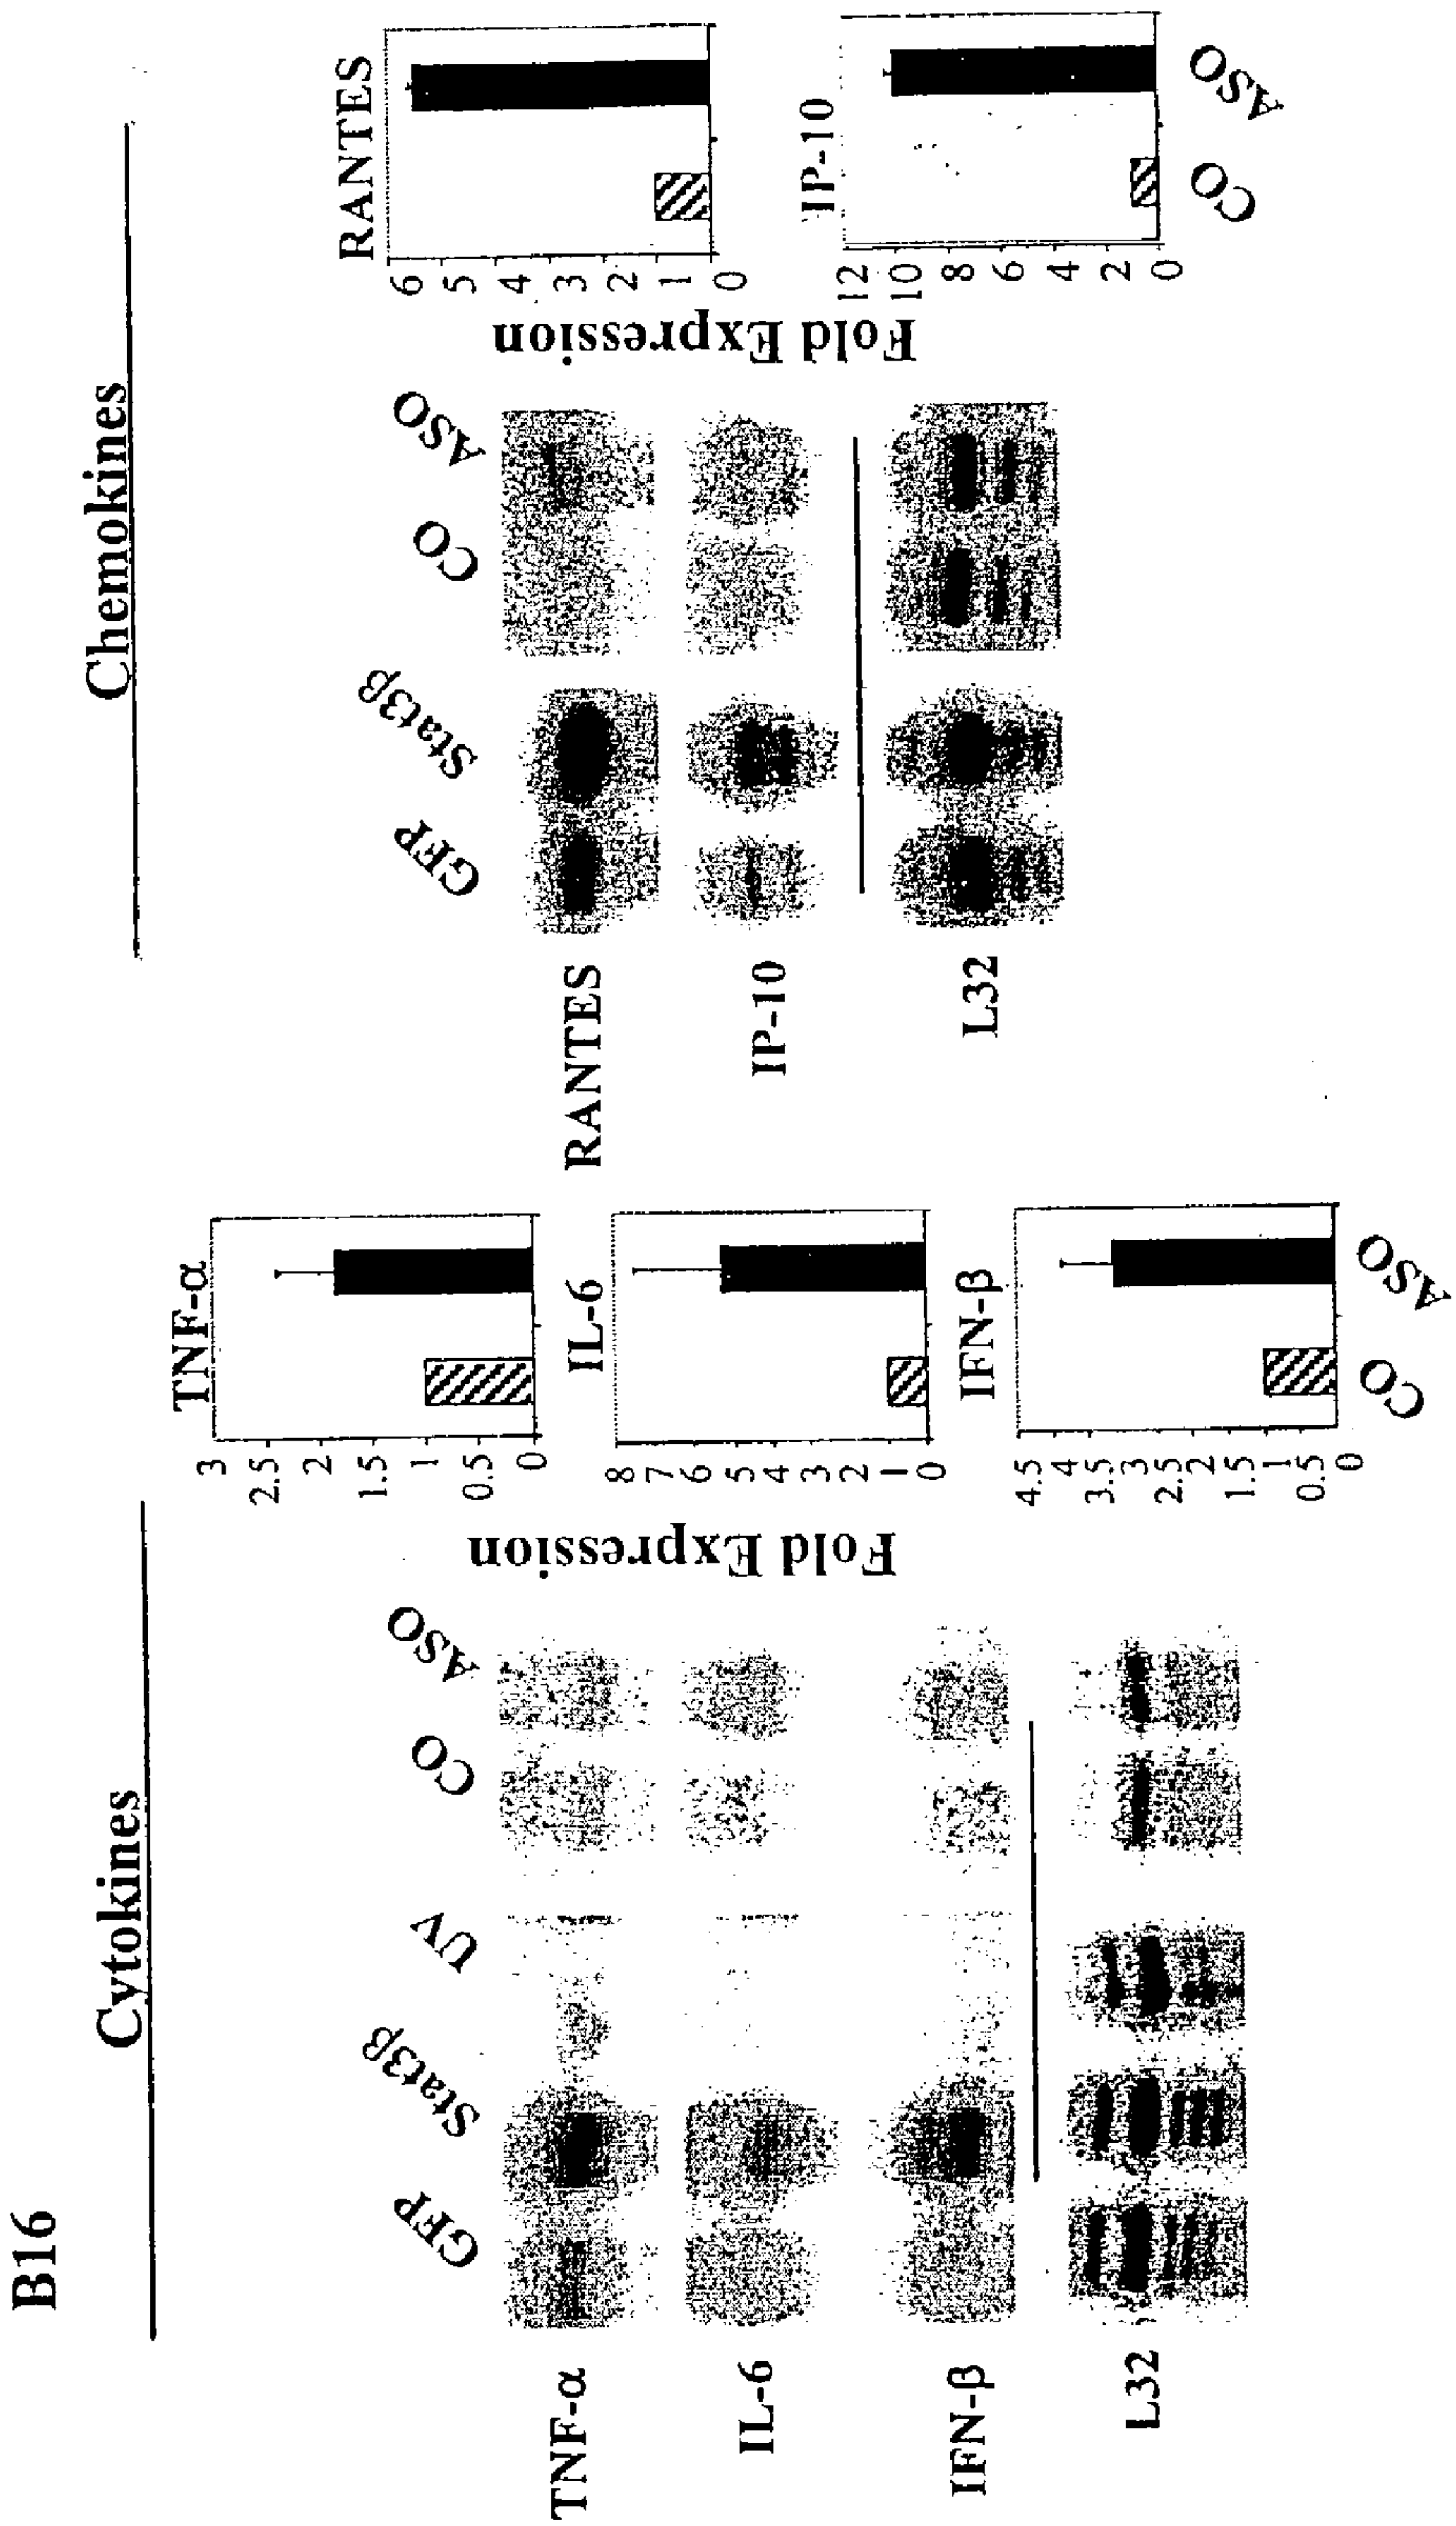 B16
Cytokines
GFP Stat3β UV CO ASO
TNF-α
IL-6
IFN-β
L32
Fold Expression
TNF-α
3
2.5
2
1.5
1
0.5
0
IL-6
8
7
6
5
4
3
2
1
0
IFN-β
4.5
4
3.5
3
2.5
2
1.5
1
0.5
0
CO ASO
Chemokines
GFP Stat3β CO ASO
RANTES
IP-10
L32
Fold Expression
RANTES
6
5
4
3
2
1
0
IP-10
12
10
8
6
4
2
0
CO ASO